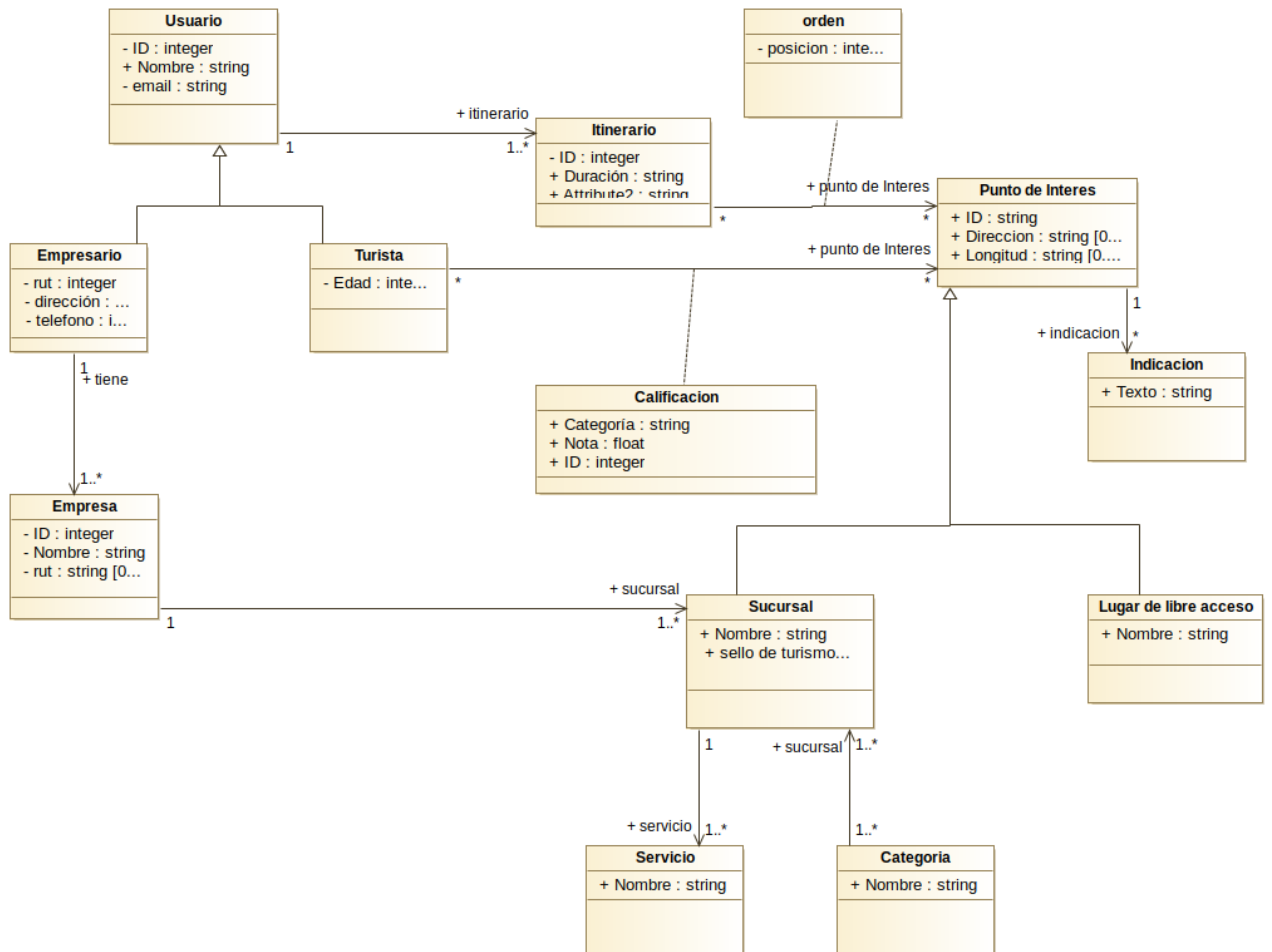 Usuario
- ID : integer
+ Nombre : string
- email : string
orden
- posicion : inte...
+ itinerario
1
1..*
Itinerario
- ID : integer
+ Duración : string
+ Attribute2 : string
*
+ punto de Interes
*
Punto de Interes
+ ID : string
+ Direccion : string [0...
+ Longitud : string [0....
+ punto de Interes
*
*
Empresario
- rut : integer
- dirección : ...
- telefono : i...
Turista
- Edad : inte...
1
+ indicacion
*
Indicacion
+ Texto : string
1
+ tiene
1..*
Calificacion
+ Categoría : string
+ Nota : float
+ ID : integer
Empresa
- ID : integer
- Nombre : string
- rut : string [0...
1
+ sucursal
1..*
Sucursal
+ Nombre : string
+ sello de turismo...
Lugar de libre acceso
+ Nombre : string
1
+ sucursal
1..*
+ servicio
1..*
1..*
Servicio
+ Nombre : string
Categoria
+ Nombre : string